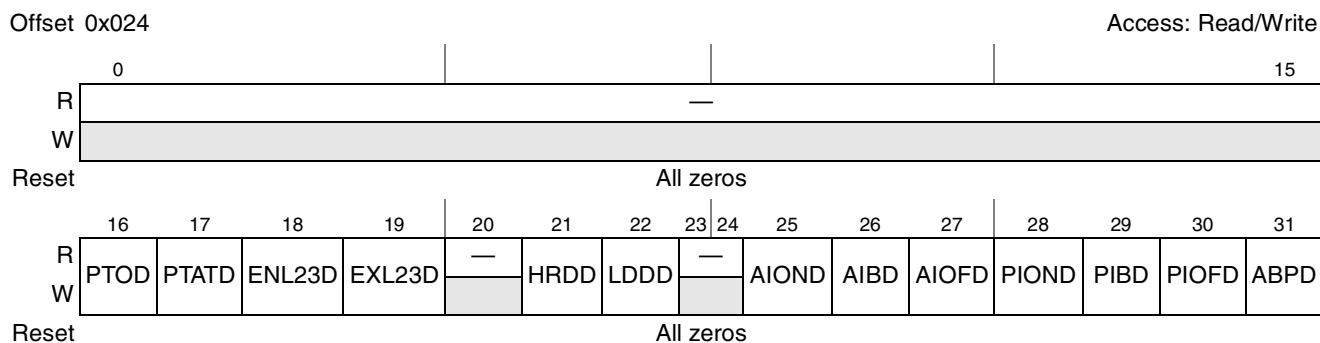 Offset 0x024 Access: Read/Write
0 15
R —
W
Reset All zeros
16 17 18 19 20 21 22 23 24 25 26 27 28 29 30 31
R — —
PTOD PTATD ENL23D EXL23D HRDD LDDD AIOND AIBD AIOFD PIOND PIBD PIOFD ABPD
W
Reset All zeros